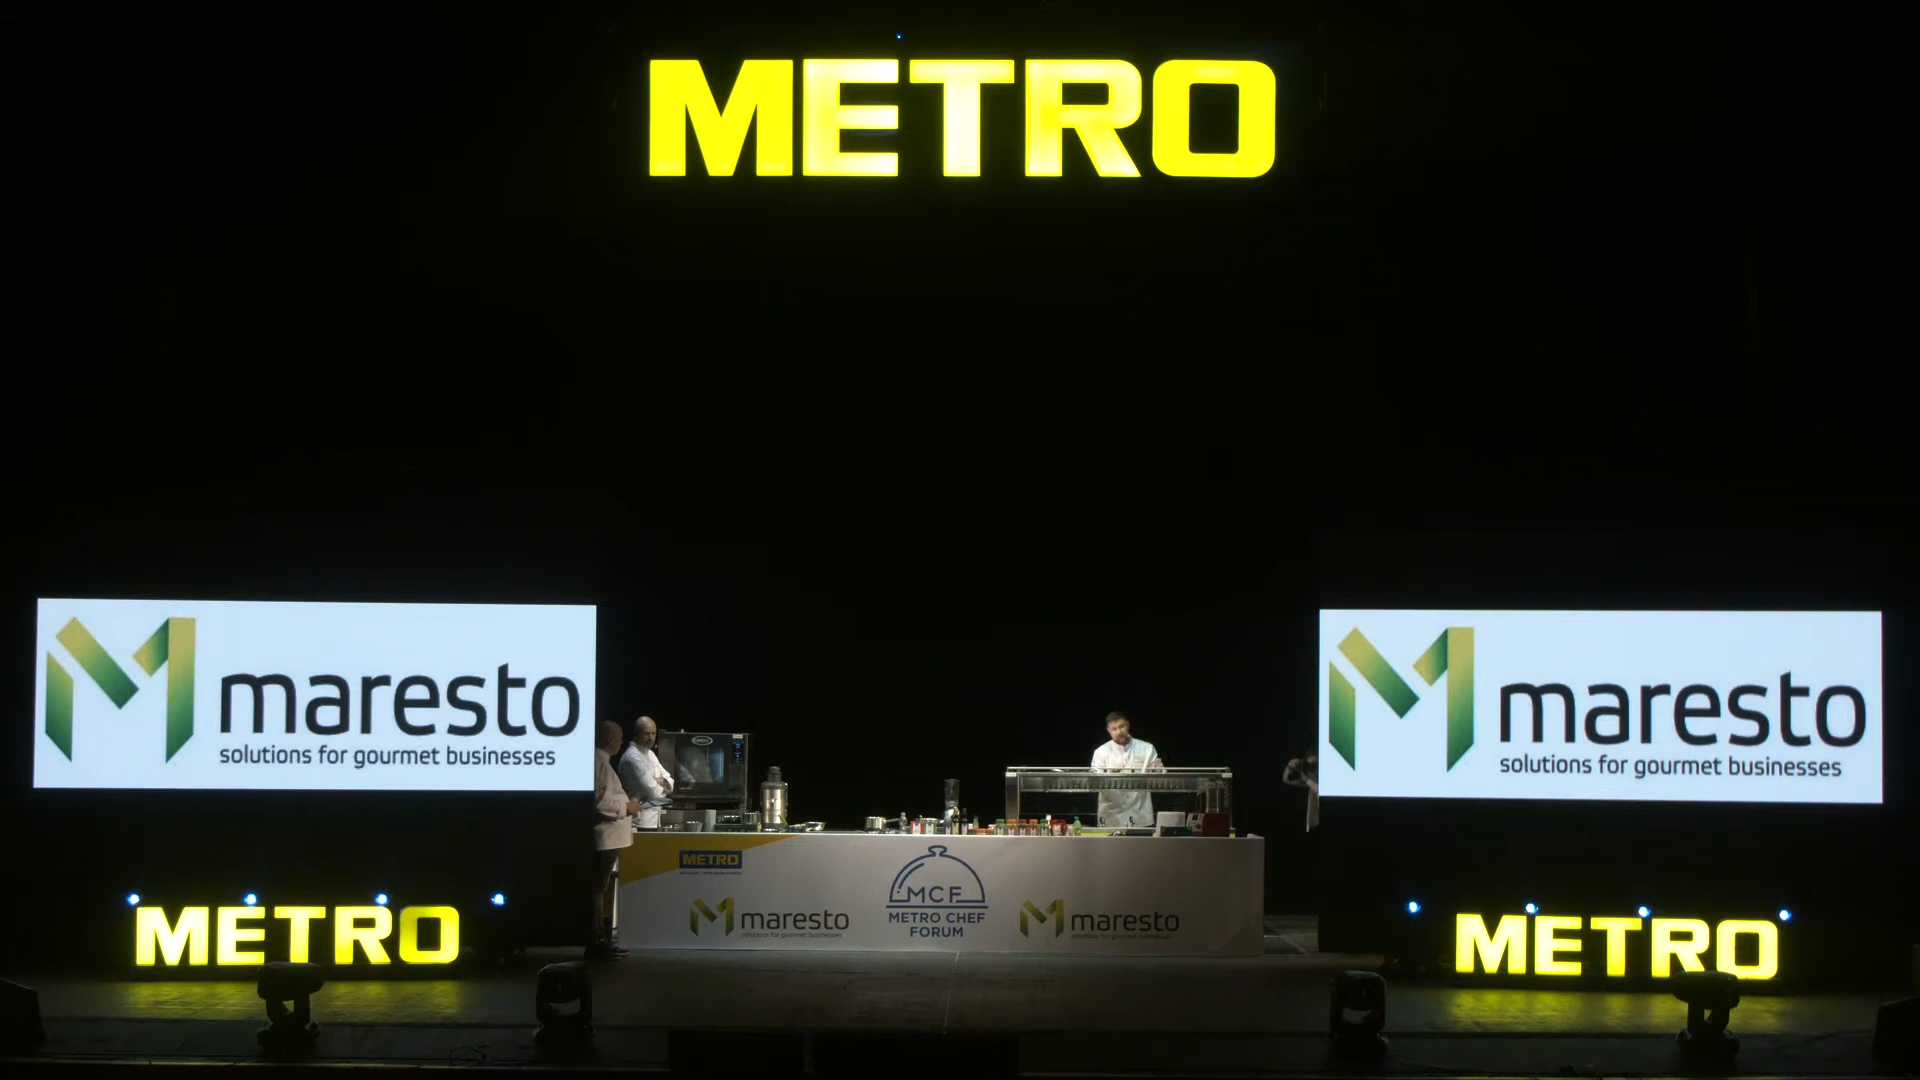 METRO
maresto
solutions for gourmet businesses
maresto
solutions for gourmet businesses
METRO
MCF
METRO CHEF
FORUM
maresto
solutions for gourmet businesses
maresto
solutions for gourmet businesses
METRO
METRO